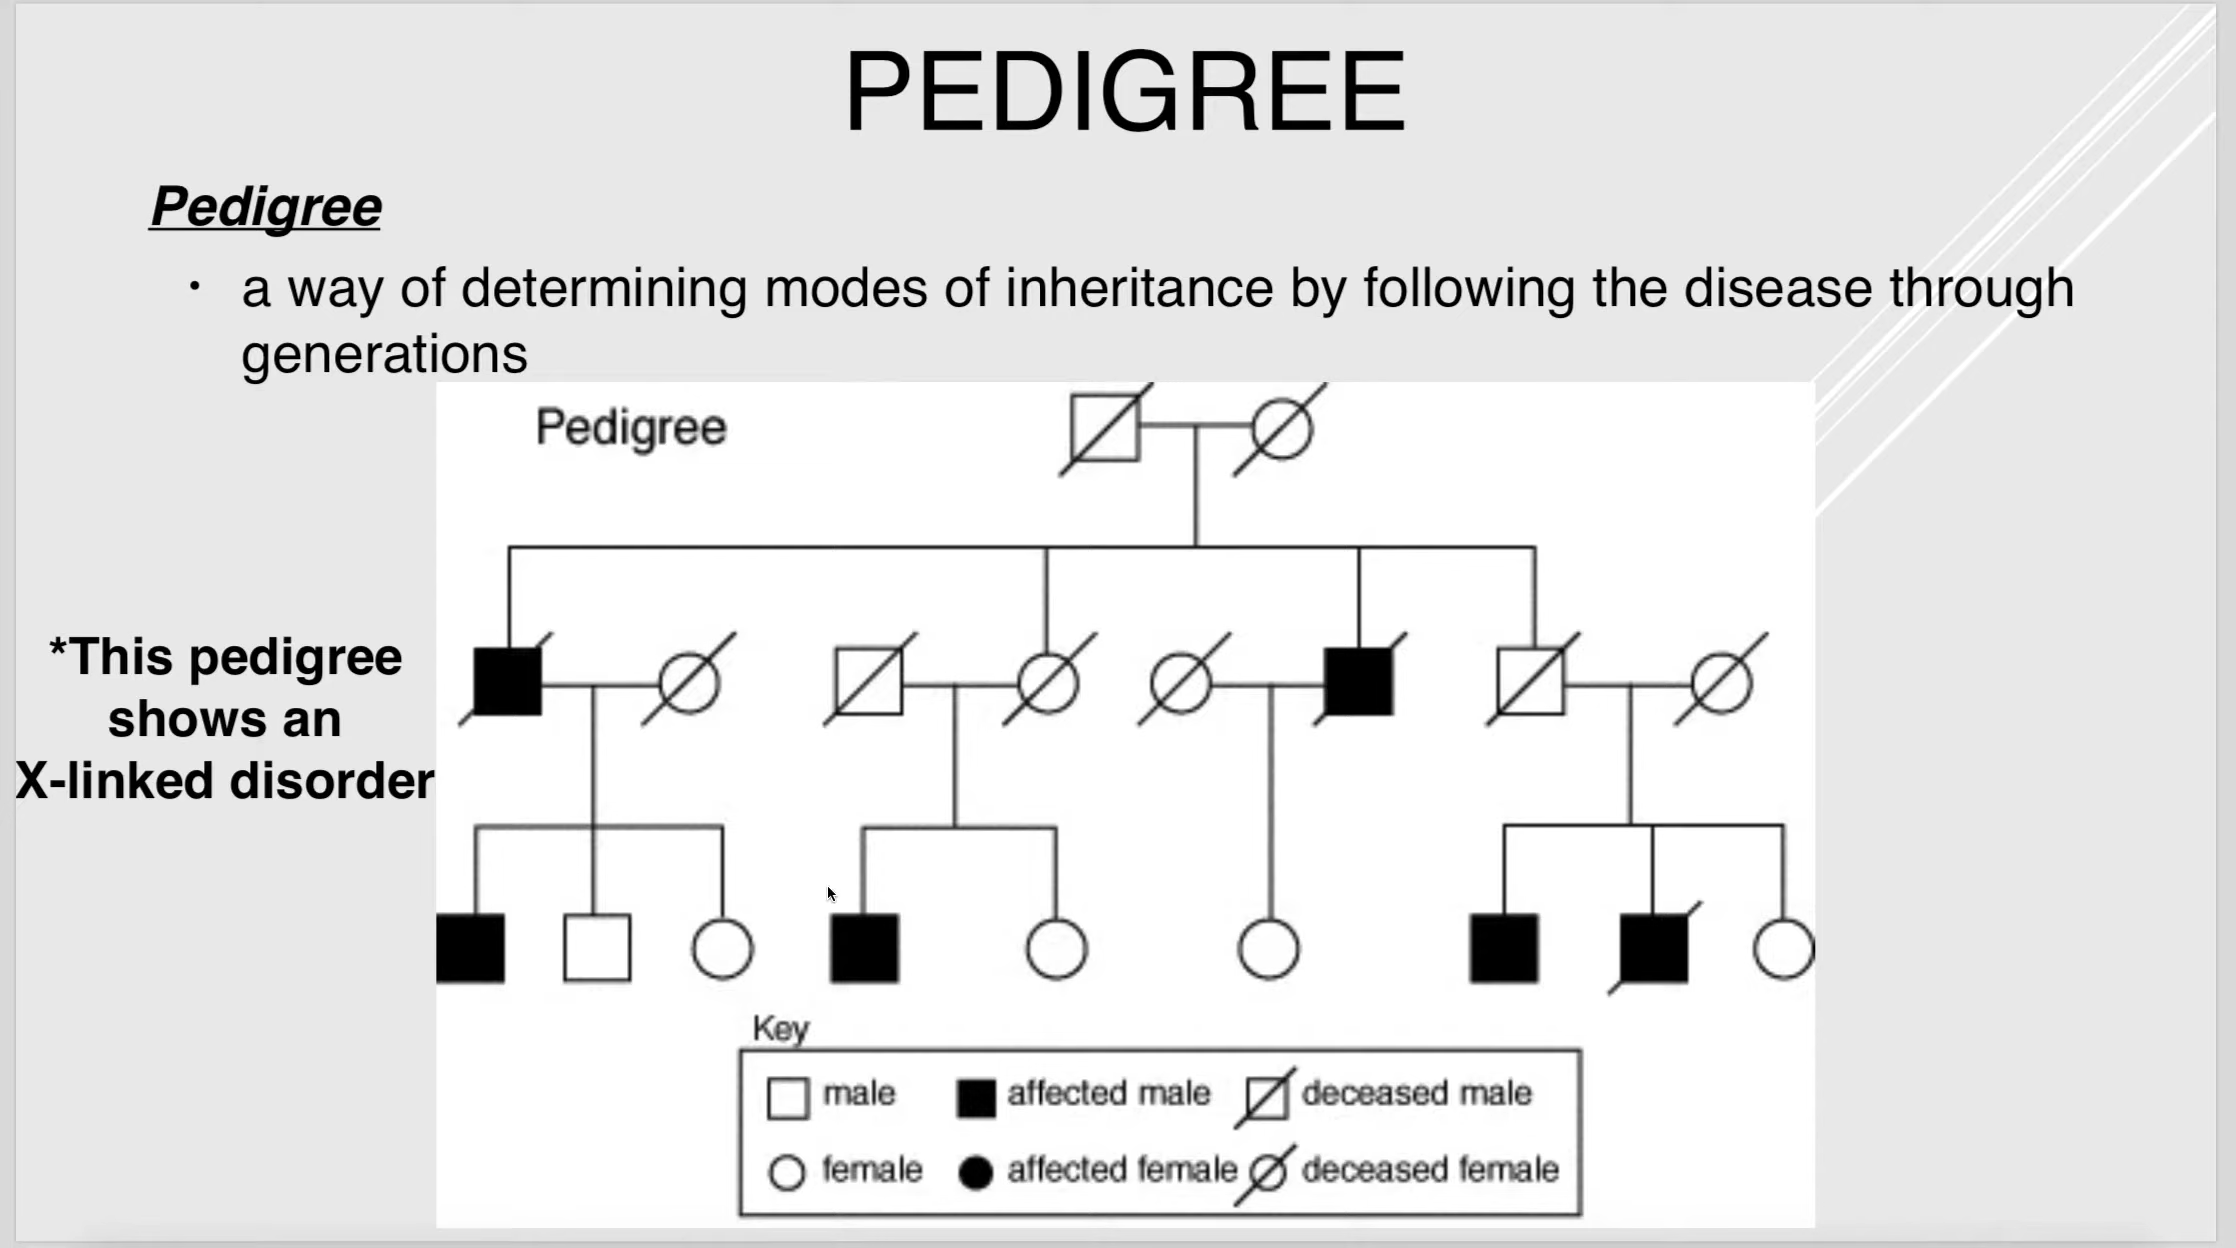 PEDIGREE
Pedigree
• a way of determining modes of inheritance by following the disease through
generations
Pedigree
*This pedigree
shows an
X-linked disorder
Key
male affected male deceased male
female affected female deceased female